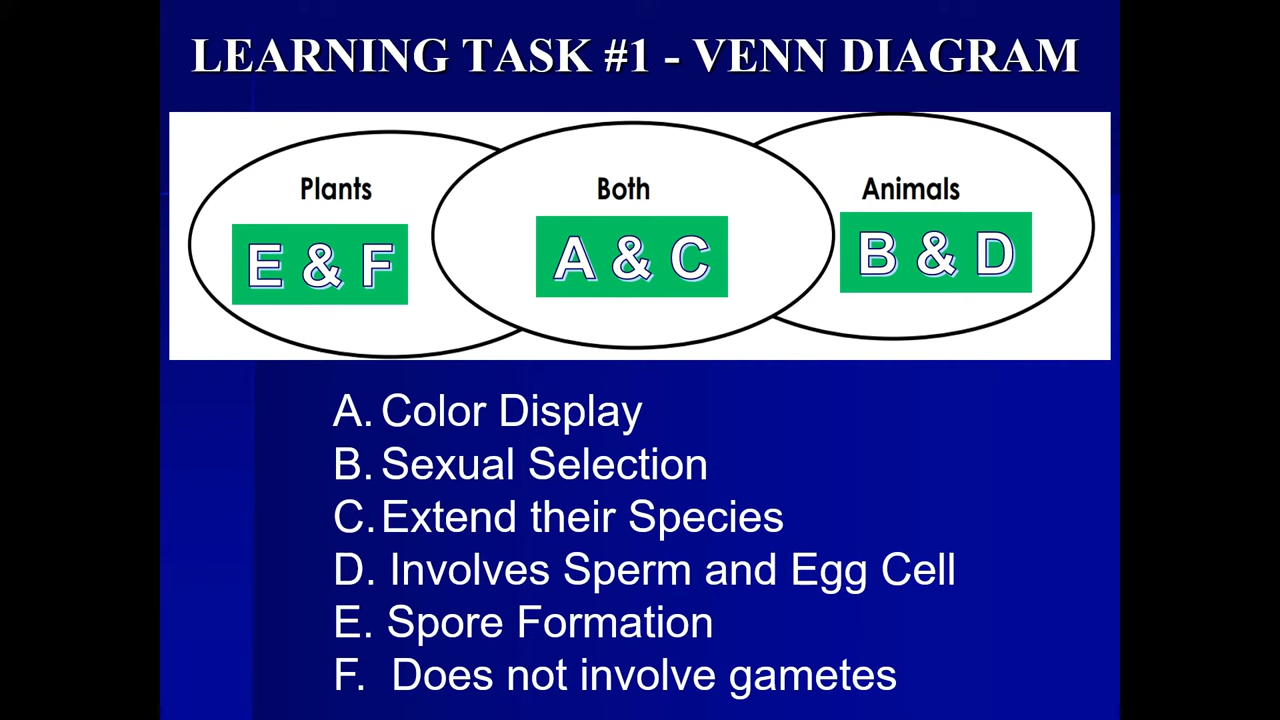 LEARNING TASK #1 - VENN DIAGRAM
Plants
Both
Animals
E & F
A & C
B & D
A. Color Display
B. Sexual Selection
C. Extend their Species
D. Involves Sperm and Egg Cell
E. Spore Formation
F. Does not involve gametes